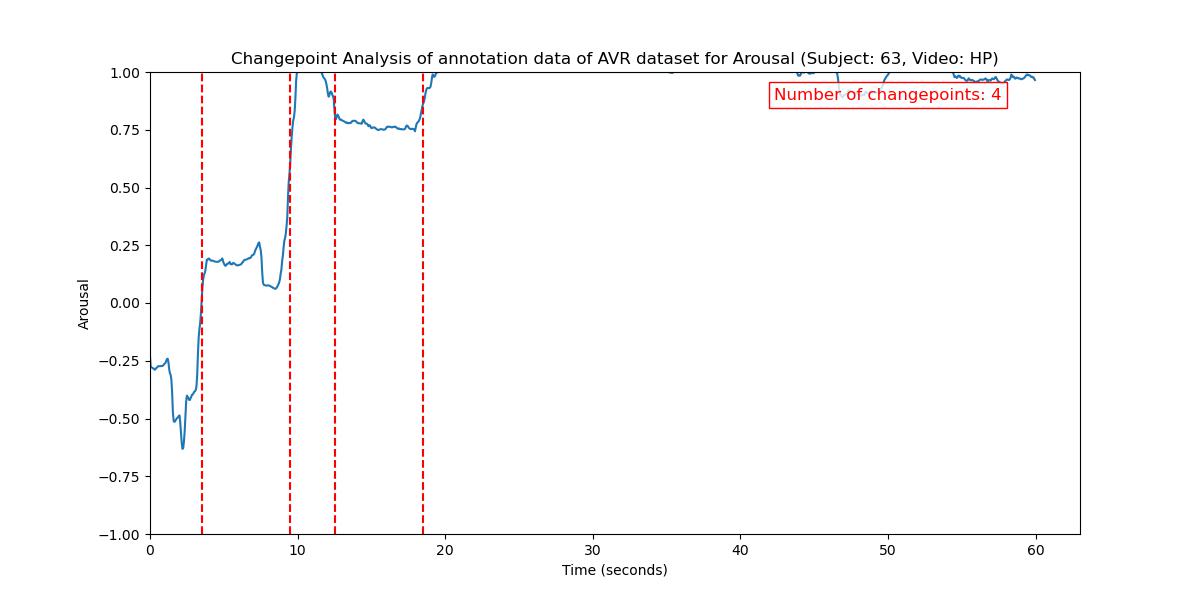 Changepoint Analysis of annotation data of AVR dataset for Arousal (Subject: 63, Video: HP)
Number of changepoints: 4
1.00
0.75
0.50
0.25
0.00
−0.25
−0.50
−0.75
−1.00
Arousal
0 10 20 30 40 50 60
Time (seconds)